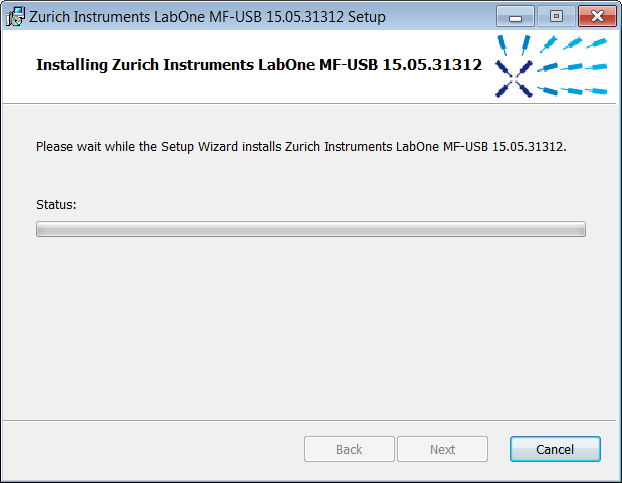 Zurich Instruments LabOne MF-USB 15.05.31312 Setup
Installing Zurich Instruments LabOne MF-USB 15.05.31312
Please wait while the Setup Wizard installs Zurich Instruments LabOne MF-USB 15.05.31312.
Status:
Back Next Cancel